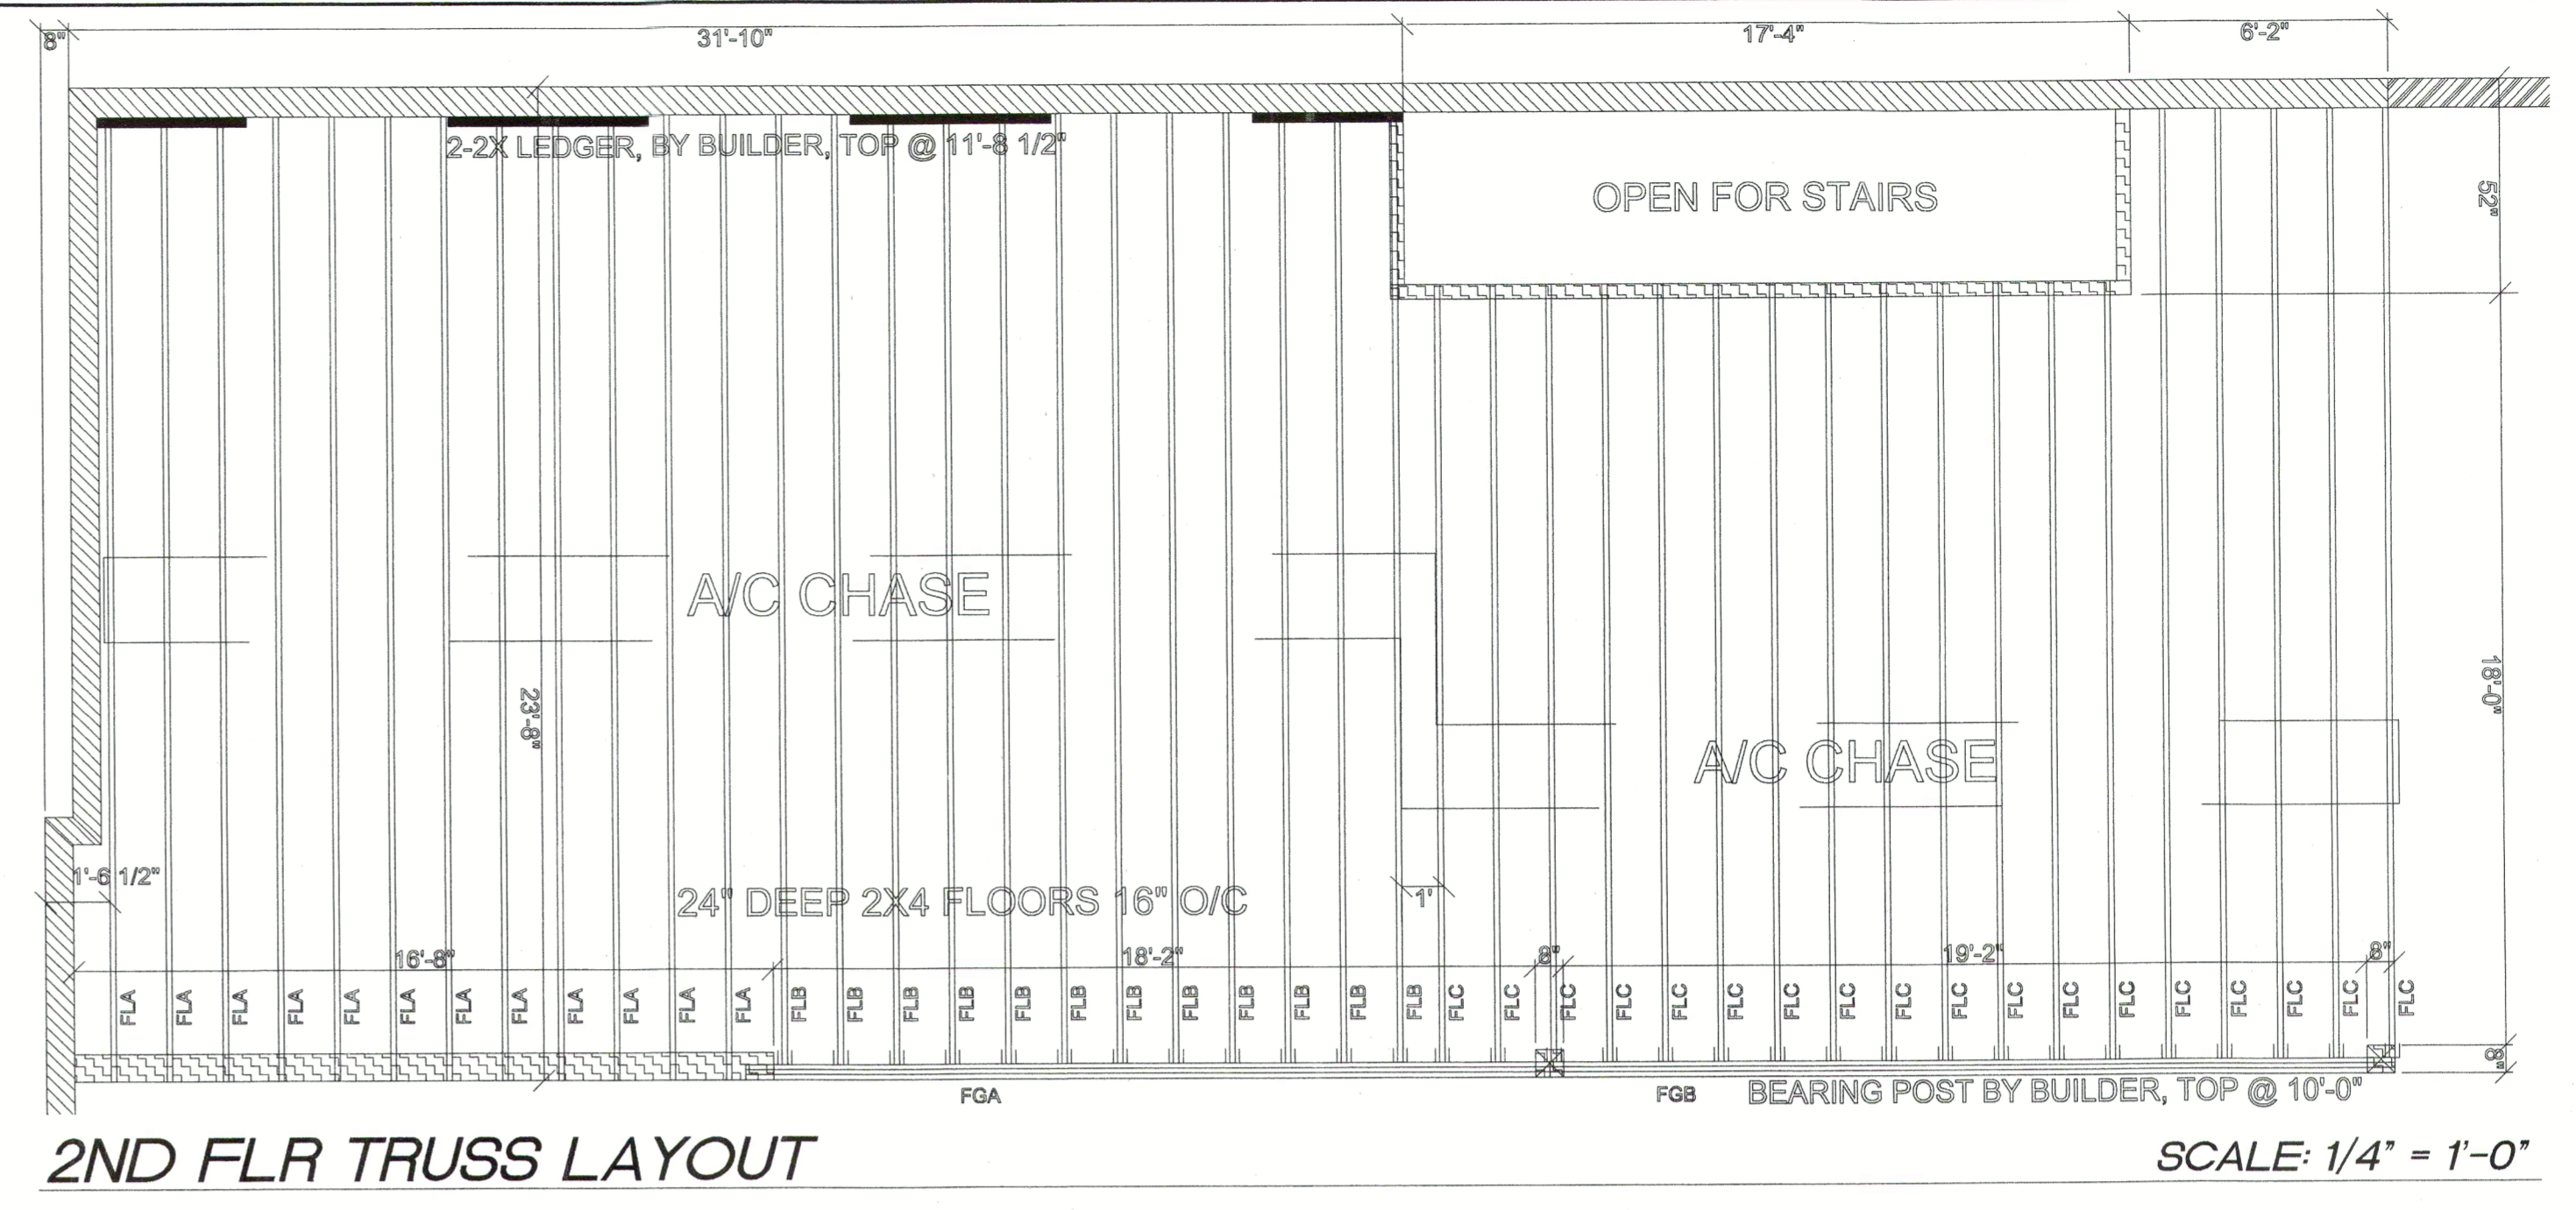 8" 31'-10" 17'-4" 6'-2"
2-2X LEDGER, BY BUILDER, TOP @ 11'-8 1/2"
OPEN FOR STAIRS
52"
A/C CHASE
23'-8"
18'-0"
A/C CHASE
1'-6 1/2"
24" DEEP 2X4 FLOORS 16" O/C
1'
16'-8" 18'-2" 8" 19'-2" 8"
FLA FLA FLA FLA FLA FLA FLA FLA FLA FLA FLA FLA FLB FLB FLB FLB FLB FLB FLB FLB FLB FLB FLB FLB FLC FLC FLC FLC FLC FLC FLC FLC FLC FLC FLC FLC FLC FLC FLC FLC FLC FLC
8"
FGA FGB BEARING POST BY BUILDER, TOP @ 10'-0"
2ND FLR TRUSS LAYOUT SCALE: 1/4" = 1'-0"